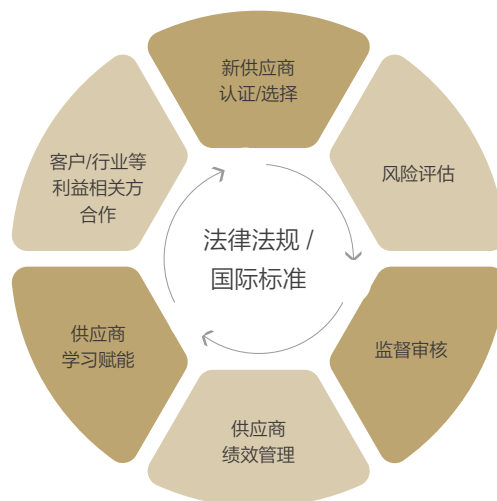 新供应商
认证/选择
风险评估
监督审核
供应商
绩效管理
供应商
学习赋能
客户/行业等
利益相关方
合作
法律法规 /
国际标准